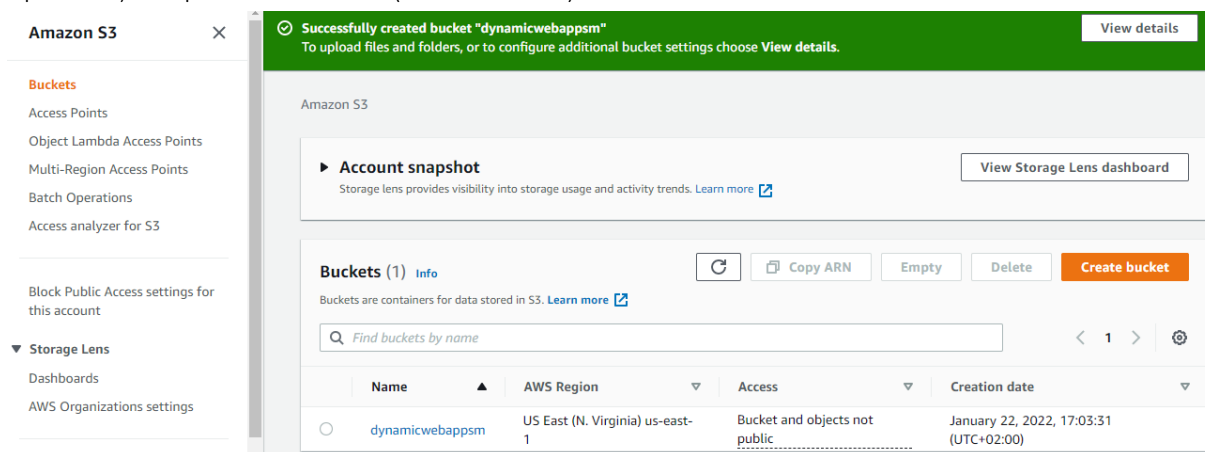 Amazon S3
Buckets
Access Points
Object Lambda Access Points
Multi-Region Access Points
Batch Operations
Access analyzer for S3
Block Public Access settings for
this account
Storage Lens
Dashboards
AWS Organizations settings
Successfully created bucket "dynamicwebappsm"
To upload files and folders, or to configure additional bucket settings choose View details.
View details
Amazon S3
Account snapshot
Storage lens provides visibility into storage usage and activity trends. Learn more
View Storage Lens dashboard
Buckets (1) Info
Buckets are containers for data stored in S3. Learn more
Copy ARN
Empty
Delete
Create bucket
Find buckets by name
1
Name AWS Region Access Creation date
dynamicwebappsm
US East (N. Virginia) us-east-
1
Bucket and objects not
public
January 22, 2022, 17:03:31
(UTC+02:00)